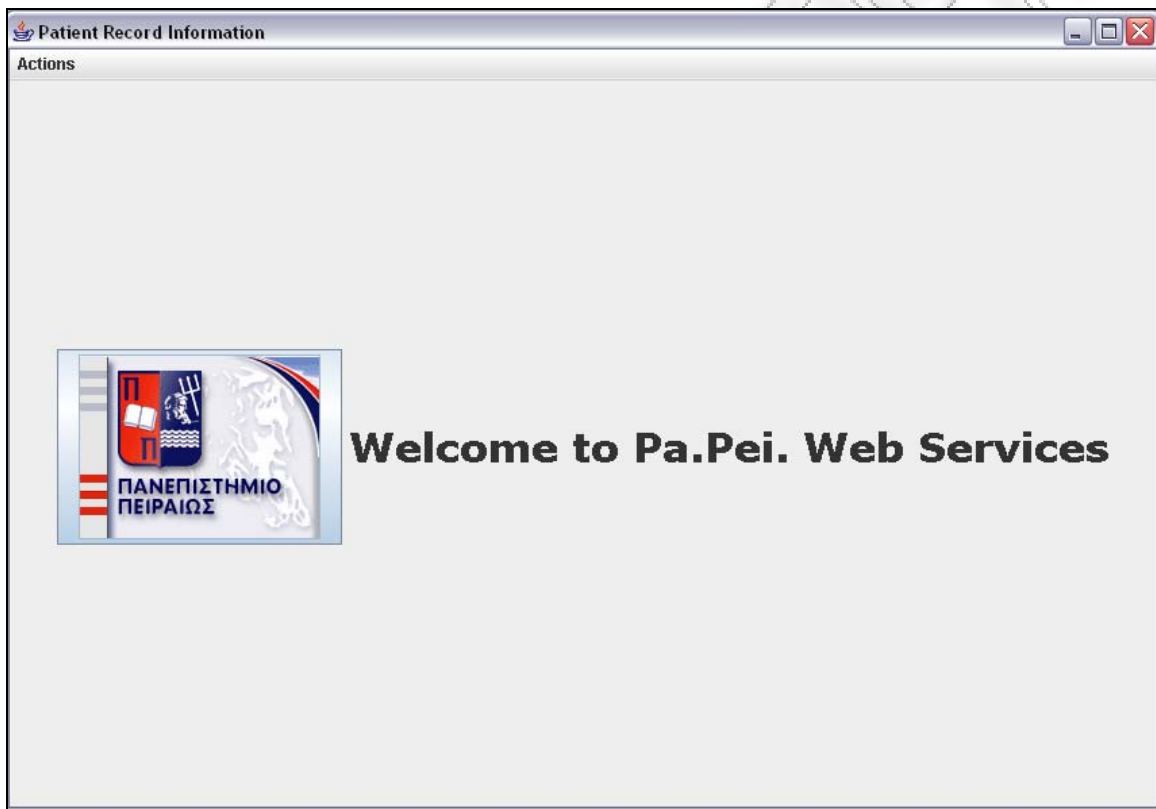 Patient Record Information
Actions
Π
Π
ΠΑΝΕΠΙΣΤΗΜΙΟ
ΠΕΙΡΑΙΩΣ
Welcome to Pa.Pei. Web Services